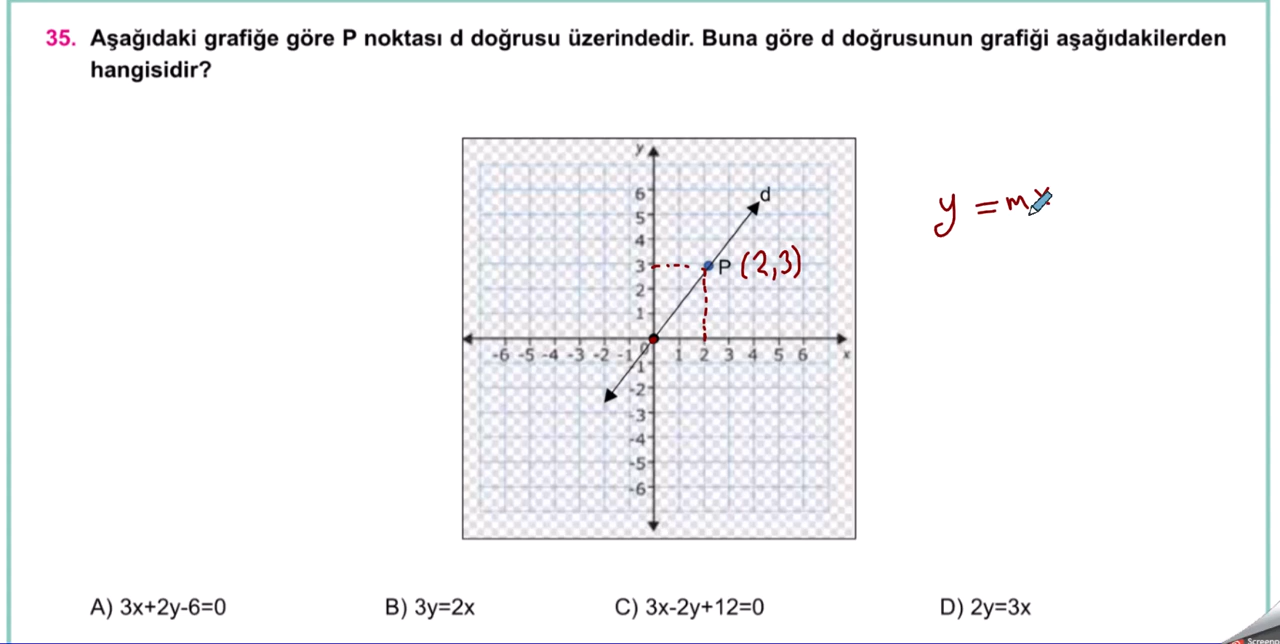 35. Aşağıdaki grafiğe göre P noktası d doğrusu üzerindedir. Buna göre d doğrusunun grafiği aşağıdakilerden
hangisidir?
y
d
6
5
4
3
2
1
P (2,3)
y = mx
-6 -5 -4 -3 -2 -1 0 1 2 3 4 5 6 x
-1
-2
-3
-4
-5
-6
A) 3x+2y-6=0 B) 3y=2x C) 3x-2y+12=0 D) 2y=3x